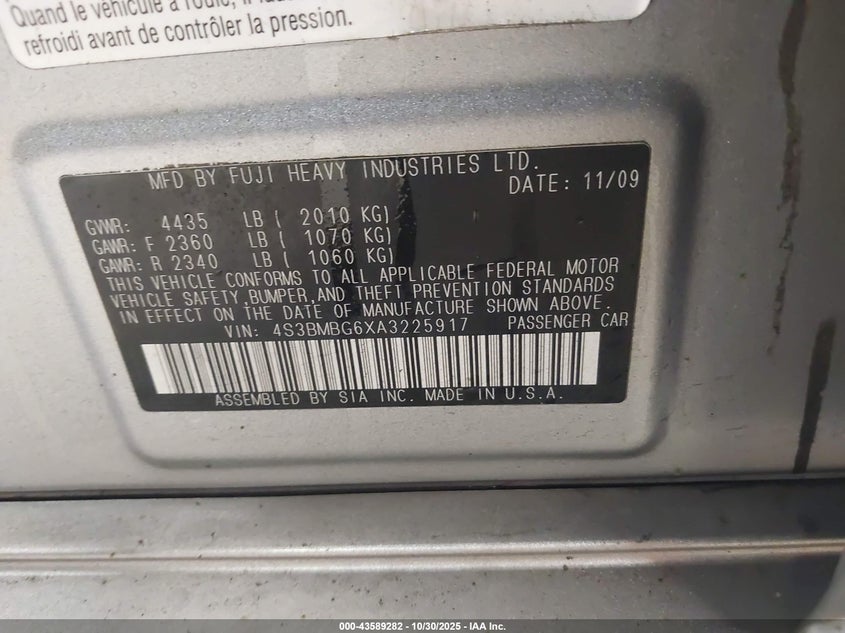 Quand le véhicule a roulé,
refroidi avant de contrôler la pression.
MFD BY FUJI HEAVY INDUSTRIES LTD.
DATE: 11/09
GVWR: 4435 LB ( 2010 KG)
GAWR: F 2360 LB ( 1070 KG)
GAWR: R 2340 LB ( 1060 KG)
THIS VEHICLE CONFORMS TO ALL APPLICABLE FEDERAL MOTOR
VEHICLE SAFETY,BUMPER,AND THEFT PREVENTION STANDARDS
IN EFFECT ON THE DATE OF MANUFACTURE SHOWN ABOVE.
VIN: 4S3BMBG6XA3225917 PASSENGER CAR
ASSEMBLED BY SIA INC. MADE IN U.S.A.
000-43589282 - 10/30/2025 - IAA Inc.